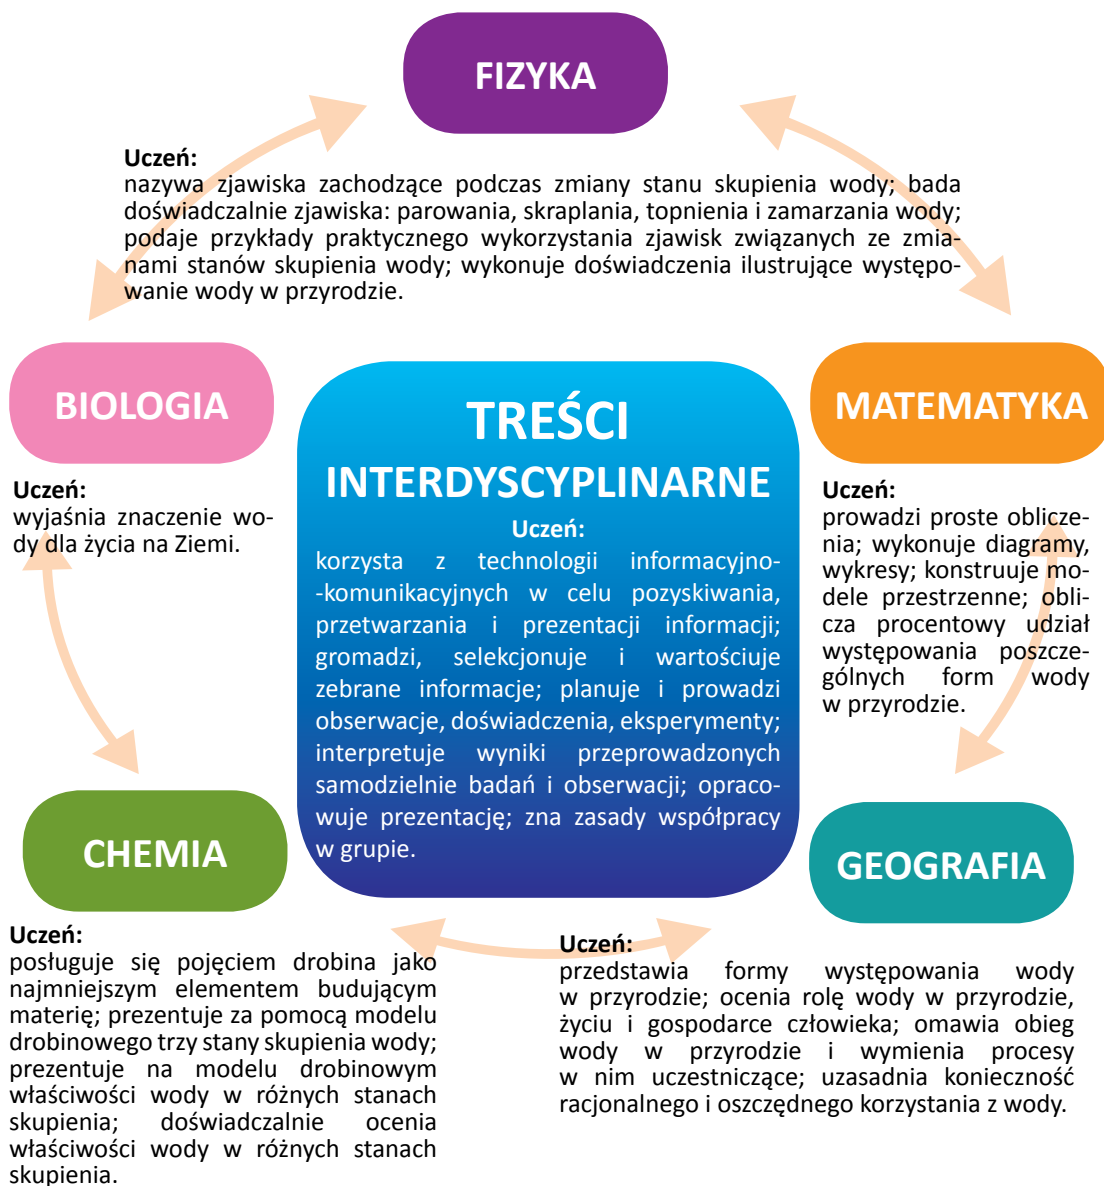 FIZYKA
Uczeń:
nazywa zjawiska zachodzące podczas zmiany stanu skupienia wody; bada
doświadczalnie zjawiska: parowania, skraplania, topnienia i zamarzania wody;
podaje przykłady praktycznego wykorzystania zjawisk związanych ze zmia-
nami stanów skupienia wody; wykonuje doświadczenia ilustrujące występo-
wanie wody w przyrodzie.
BIOLOGIA
Uczeń:
wyjaśnia znaczenie wo-
dy dla życia na Ziemi.
TREŚCI
INTERDYSCYPLINARNE
Uczeń:
korzysta z technologii informacyjno-
-komunikacyjnych w celu pozyskiwania,
przetwarzania i prezentacji informacji;
gromadzi, selekcjonuje i wartościuje
zebrane informacje; planuje i prowadzi
obserwacje, doświadczenia, eksperymenty;
interpretuje wyniki przeprowadzonych
samodzielnie badań i obserwacji; opraco-
wuje prezentację; zna zasady współpracy
w grupie.
MATEMATYKA
Uczeń:
prowadzi proste oblicze-
nia; wykonuje diagramy,
wykresy; konstruuje mo-
dele przestrzenne; obli-
cza procentowy udział
występowania poszcze-
gólnych form wody
w przyrodzie.
CHEMIA
Uczeń:
posługuje się pojęciem drobina jako
najmniejszym elementem budującym
materię; prezentuje za pomocą modelu
drobinowego trzy stany skupienia wody;
prezentuje na modelu drobinowym
właściwości wody w różnych stanach
skupienia; doświadczalnie ocenia
właściwości wody w różnych stanach
skupienia.
GEOGRAFIA
Uczeń:
przedstawia formy występowania wody
w przyrodzie; ocenia rolę wody w przyrodzie,
życiu i gospodarce człowieka; omawia obieg
wody w przyrodzie i wymienia procesy
w nim uczestniczące; uzasadnia konieczność
racjonalnego i oszczędnego korzystania z wody.